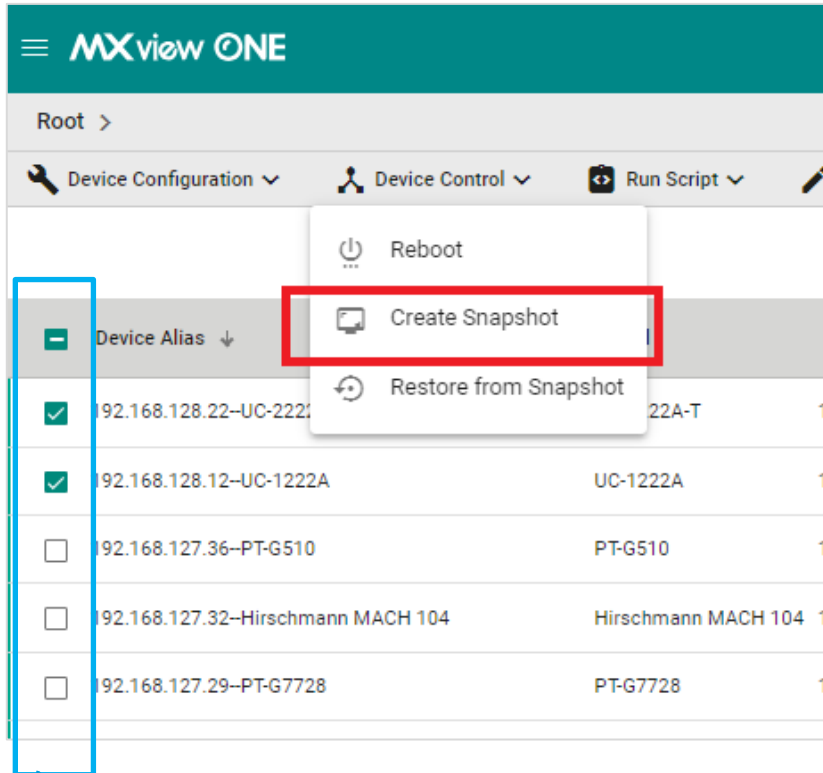 MXview ONE
Root >
Device Configuration Device Control Run Script
Reboot
Create Snapshot
Device Alias
Restore from Snapshot
192.168.128.22--UC-222 22A-T
192.168.128.12--UC-1222A UC-1222A
192.168.127.36--PT-G510 PT-G510
192.168.127.32--Hirschmann MACH 104 Hirschmann MACH 104
192.168.127.29--PT-G7728 PT-G7728